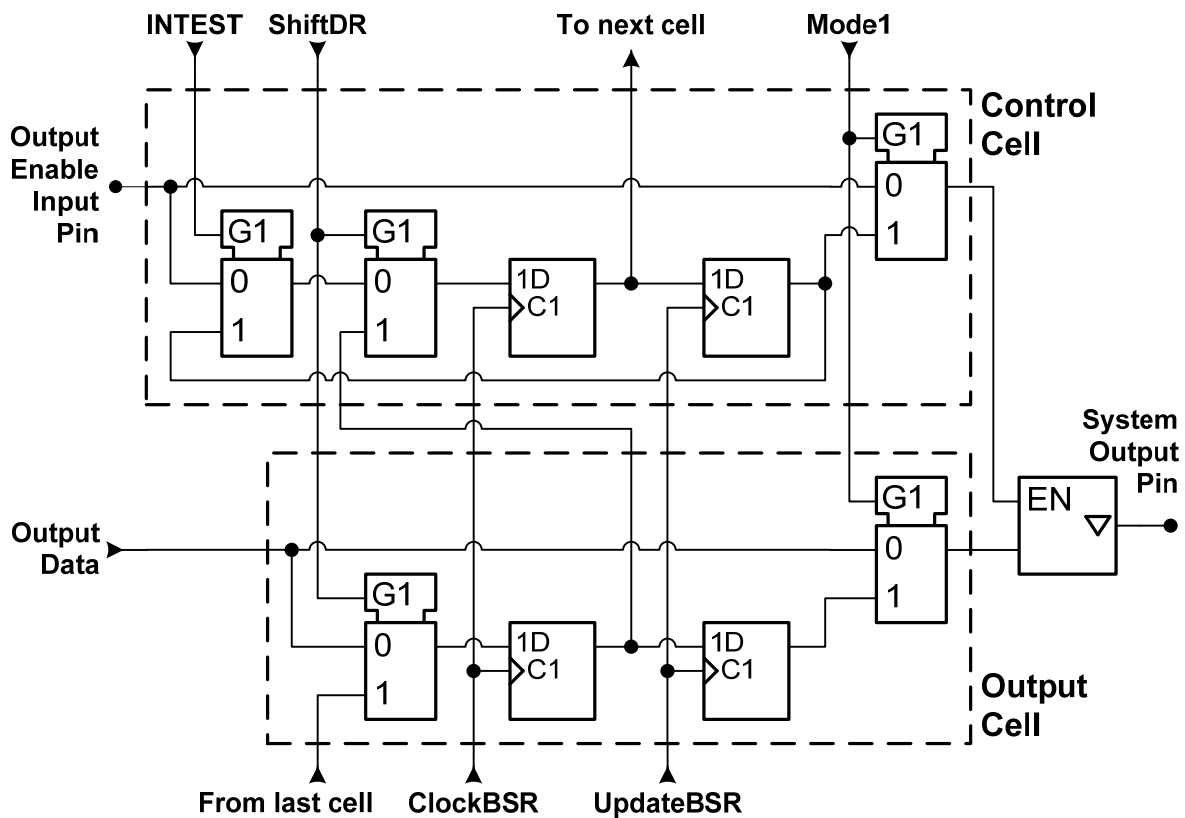 INTEST
ShiftDR
To next cell
Mode1
Control
Cell
Output
Enable
Input
Pin
G1
0
1
G1
0
1
G1
0
1
1D
C1
1D
C1
System
Output
Pin
Output
Data
G1
0
1
EN
G1
0
1
1D
C1
1D
C1
Output
Cell
From last cell
ClockBSR
UpdateBSR